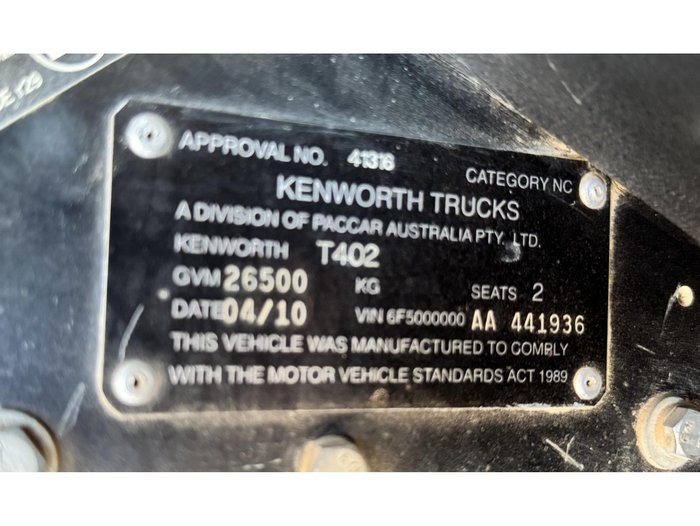 APPROVAL NO. 41316
CATEGORY NC
KENWORTH TRUCKS
A DIVISION OF PACCAR AUSTRALIA PTY. LTD.
KENWORTH T402
GVM 26500 KG SEATS 2
DATE 04/10 VIN 6F5000000 AA 441936
THIS VEHICLE WAS MANUFACTURED TO COMPLY
WITH THE MOTOR VEHICLE STANDARDS ACT 1989